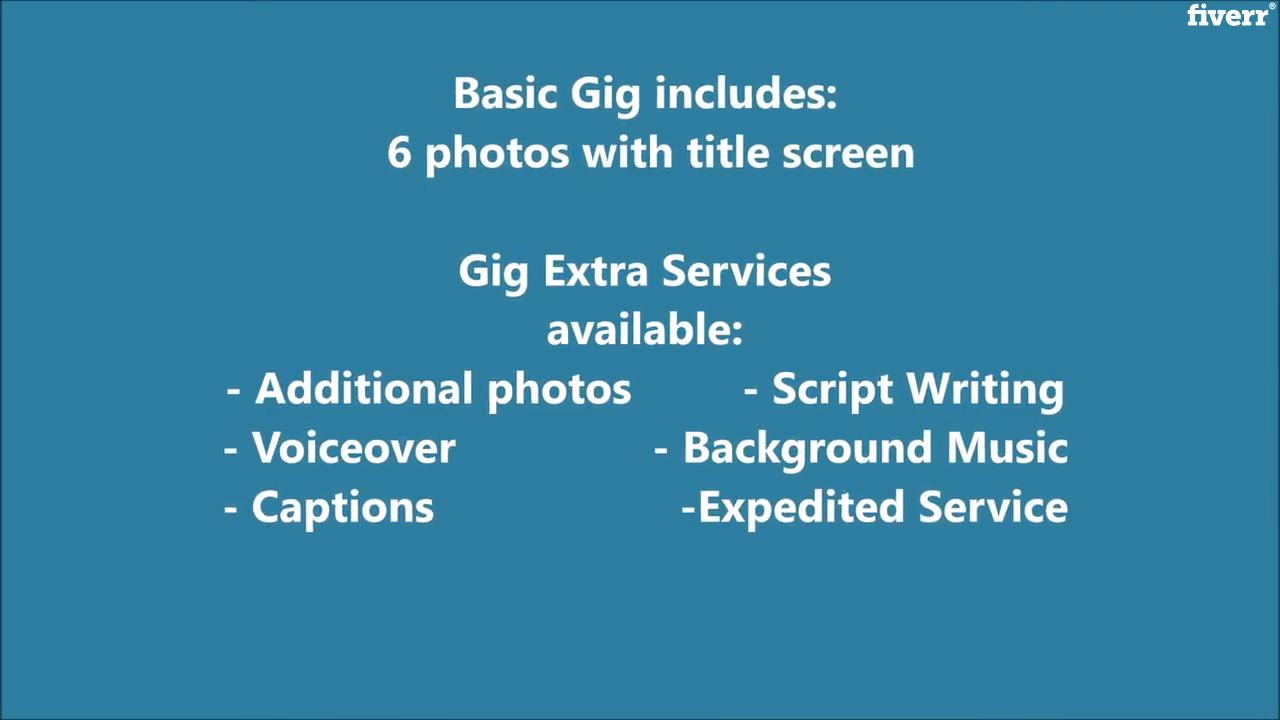 fiverr®
Basic Gig includes:
6 photos with title screen
Gig Extra Services
available:
- Additional photos - Script Writing
- Voiceover - Background Music
- Captions -Expedited Service